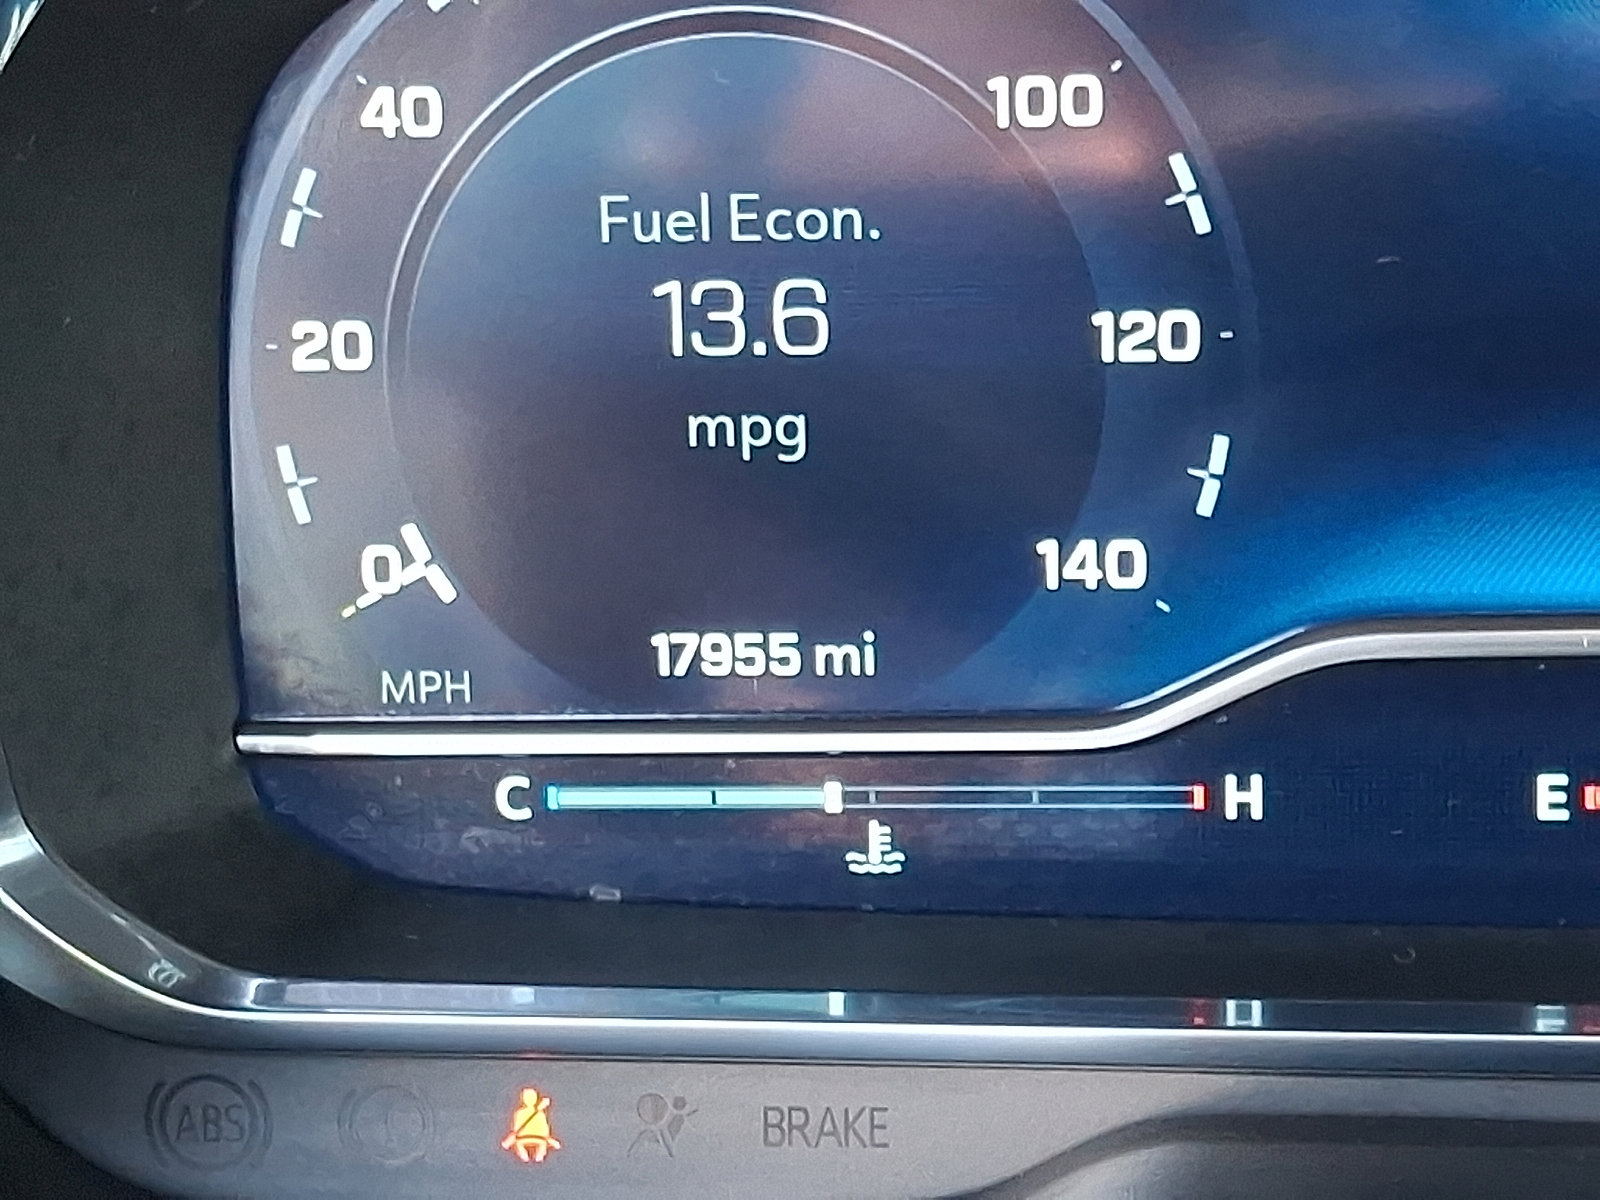 40
100
Fuel Econ.
13.6
20
120
mpg
0
140
17955 mi
MPH
C
H
E
ABS
BRAKE